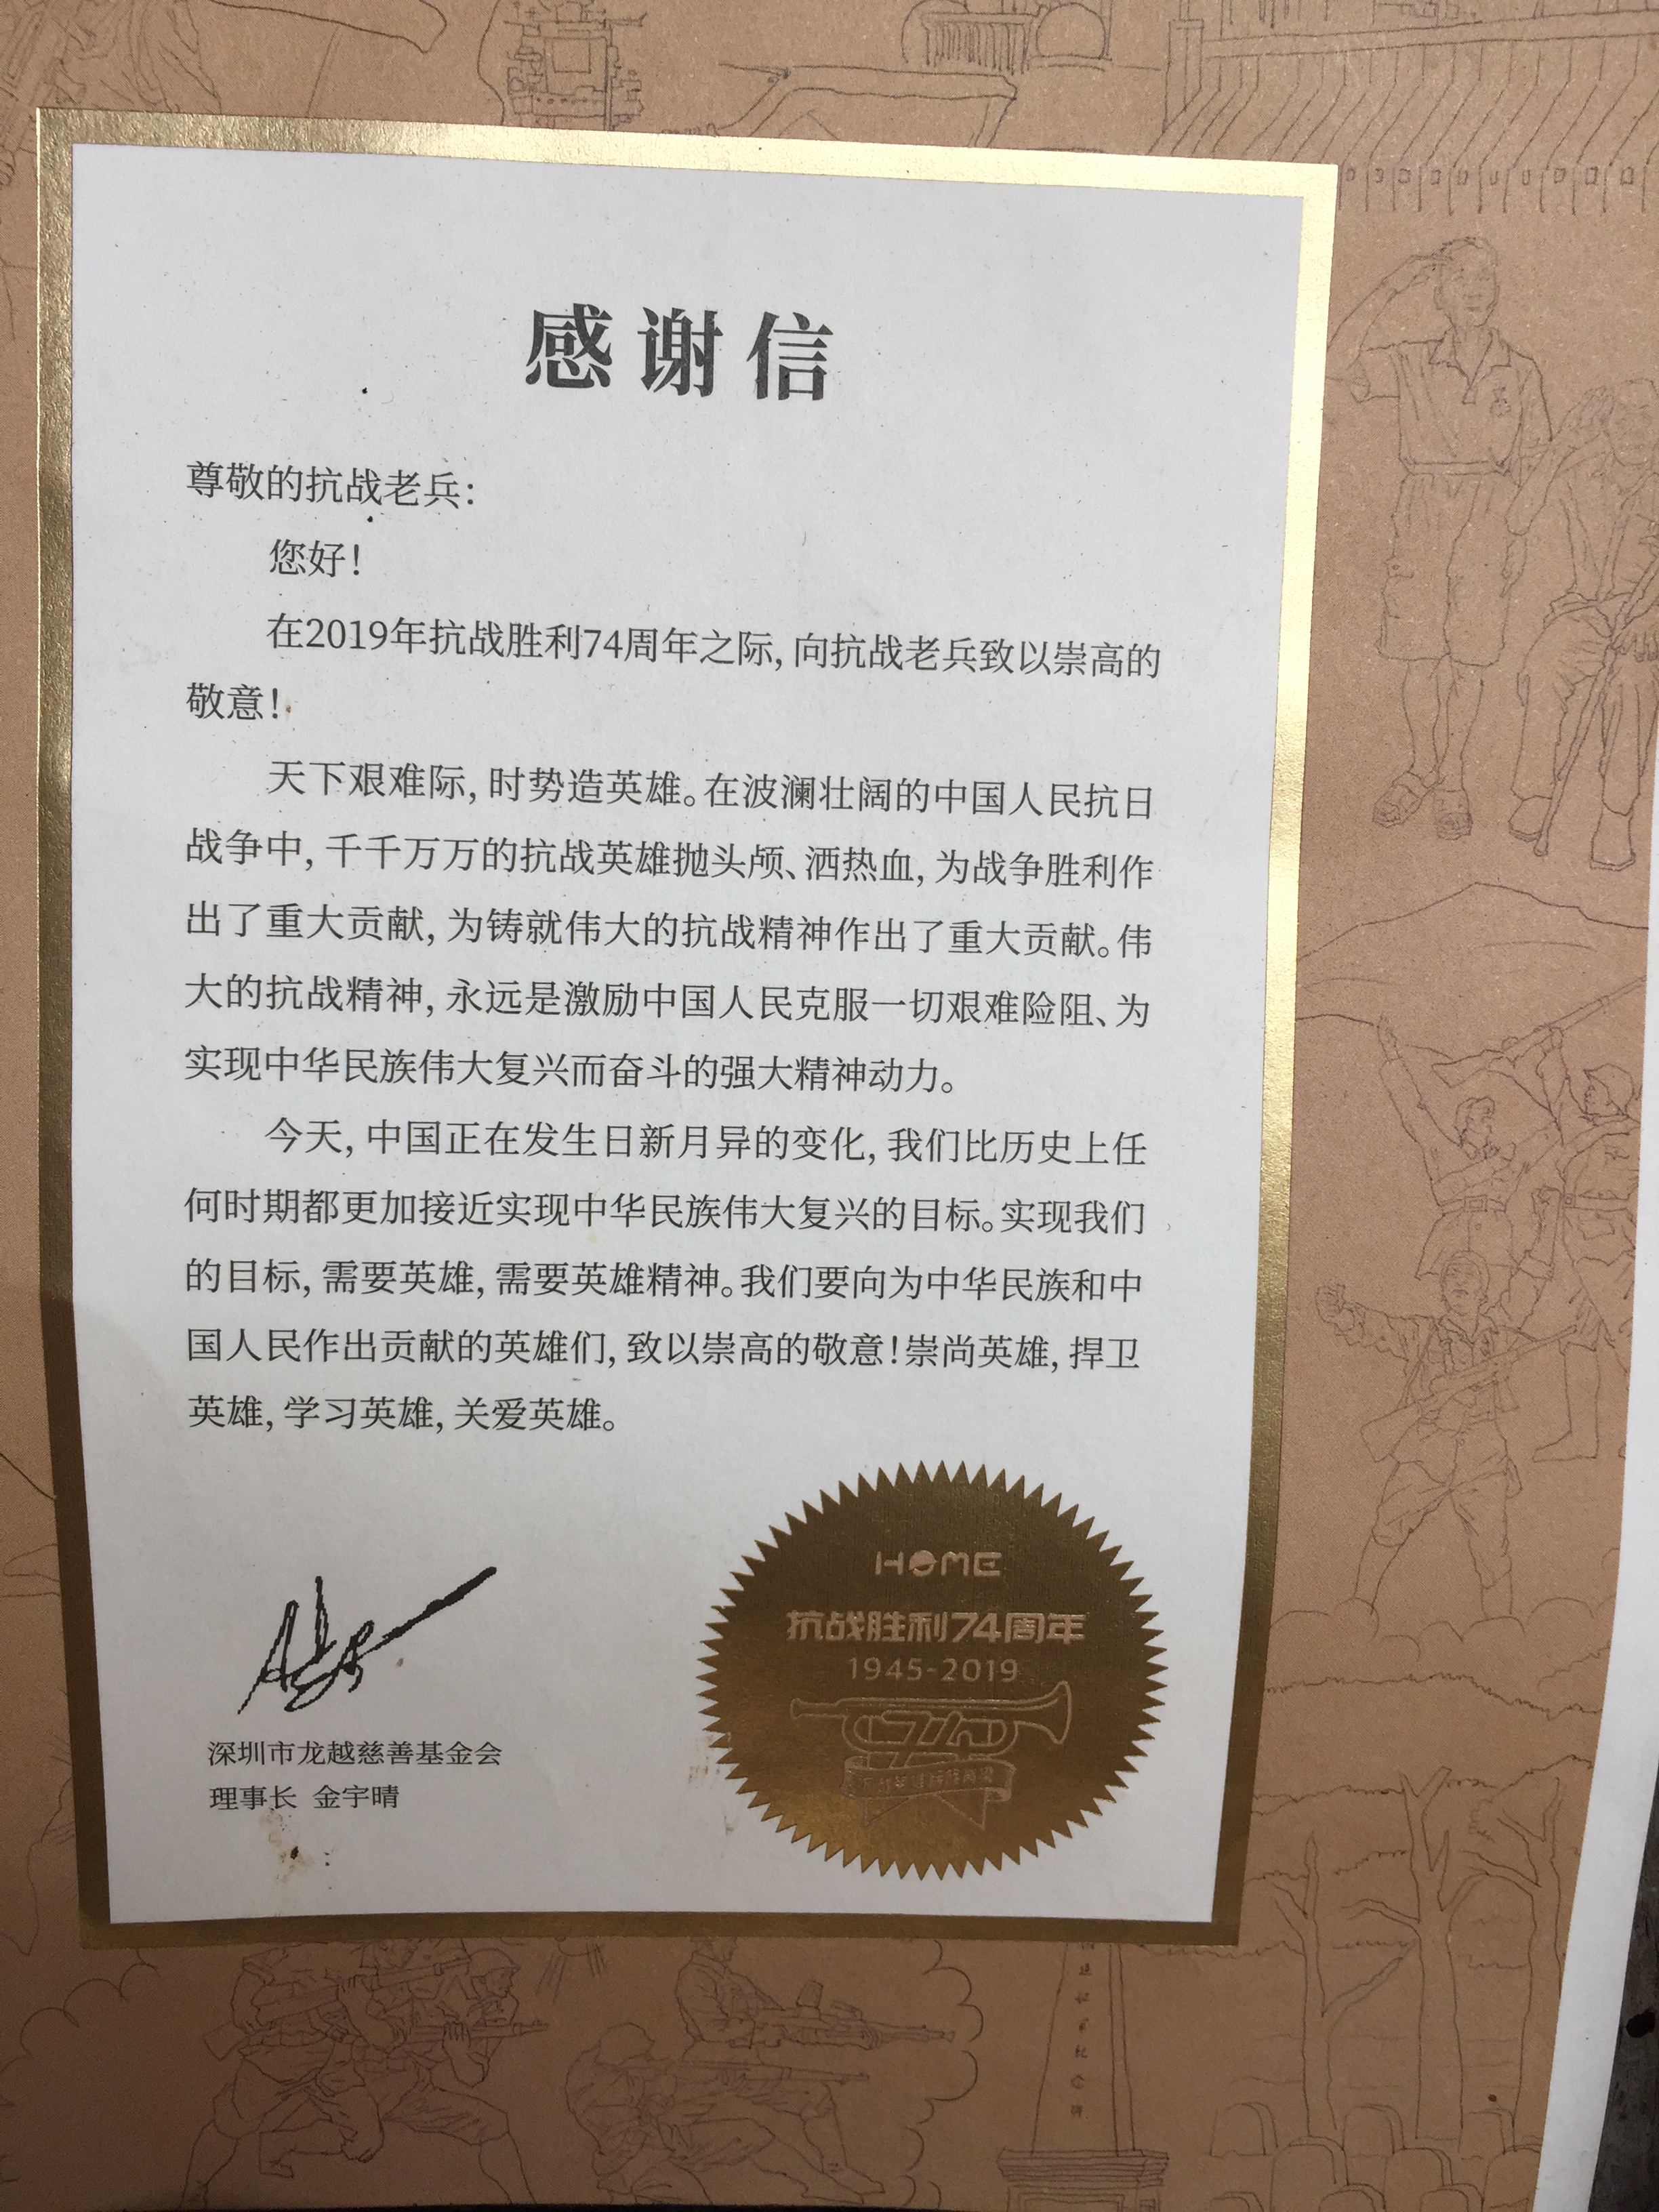 感谢信
尊敬的抗战老兵：
您好！
在2019年抗战胜利74周年之际，向抗战老兵致以崇高的
敬意！
天下艰难际，时势造英雄。在波澜壮阔的中国人民抗日
战争中，千千万万的抗战英雄抛头颅、洒热血，为战争胜利作
出了重大贡献，为铸就伟大的抗战精神作出了重大贡献。伟
大的抗战精神，永远是激励中国人民克服一切艰难险阻、为
实现中华民族伟大复兴而奋斗的强大精神动力。
今天，中国正在发生日新月异的变化，我们比历史上任
何时期都更加接近实现中华民族伟大复兴的目标。实现我们
的目标，需要英雄，需要英雄精神。我们要向为中华民族和中
国人民作出贡献的英雄们，致以崇高的敬意！崇尚英雄，捍卫
英雄，学习英雄，关爱英雄。
深圳市龙越慈善基金会
理事长 金宇晴
HOME
抗战胜利74周年
1945-2019